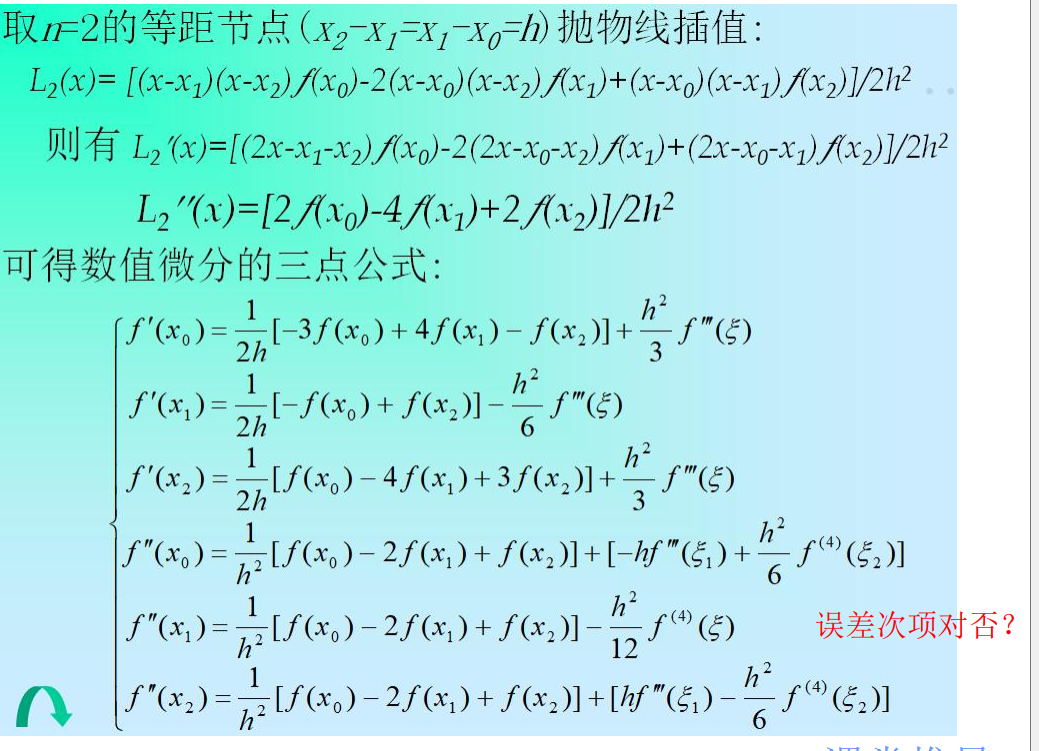 取n=2的等距节点(x₂-x₁=x₁-x₀=h)抛物线插值:
L₂(x)= [(x-x₁)(x-x₂)f(x₀)-2(x-x₀)(x-x₂)f(x₁)+(x-x₀)(x-x₁)f(x₂)]/2h²
则有 L₂′(x)=[(2x-x₁-x₂)f(x₀)-2(2x-x₀-x₂)f(x₁)+(2x-x₀-x₁)f(x₂)]/2h²
L₂″(x)=[2f(x₀)-4f(x₁)+2f(x₂)]/2h²
可得数值微分的三点公式:
f′(x₀)=1/2h[-3f(x₀)+4f(x₁)-f(x₂)]+h²/3 f‴(ξ)
f′(x₁)=1/2h[-f(x₀)+f(x₂)]-h²/6 f‴(ξ)
f′(x₂)=1/2h[f(x₀)-4f(x₁)+3f(x₂)]+h²/3 f‴(ξ)
f″(x₀)=1/h²[f(x₀)-2f(x₁)+f(x₂)]+[-hf‴(ξ₁)+h²/6 f⁽⁴⁾(ξ₂)]
f″(x₁)=1/h²[f(x₀)-2f(x₁)+f(x₂)]-h²/12 f⁽⁴⁾(ξ)
误差次项对否?
f″(x₂)=1/h²[f(x₀)-2f(x₁)+f(x₂)]+[hf‴(ξ₁)-h²/6 f⁽⁴⁾(ξ₂)]